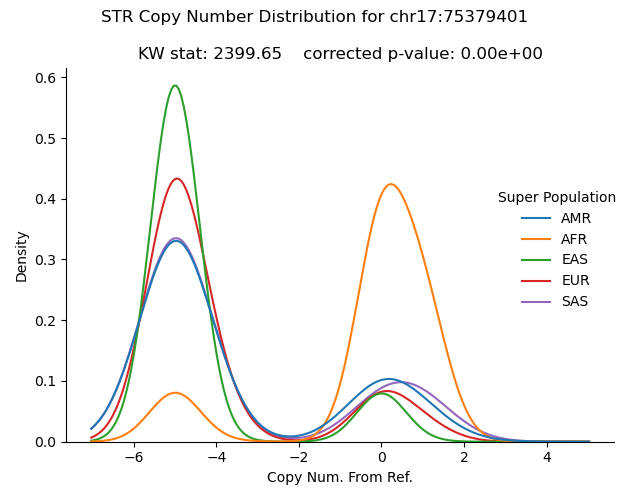 STR Copy Number Distribution for chr17:75379401
KW stat: 2399.65    corrected p-value: 0.00e+00
0.6
0.5
0.4
0.3
0.2
0.1
0.0
Density
−6
−4
−2
0
2
4
Copy Num. From Ref.
Super Population
AMR
AFR
EAS
EUR
SAS